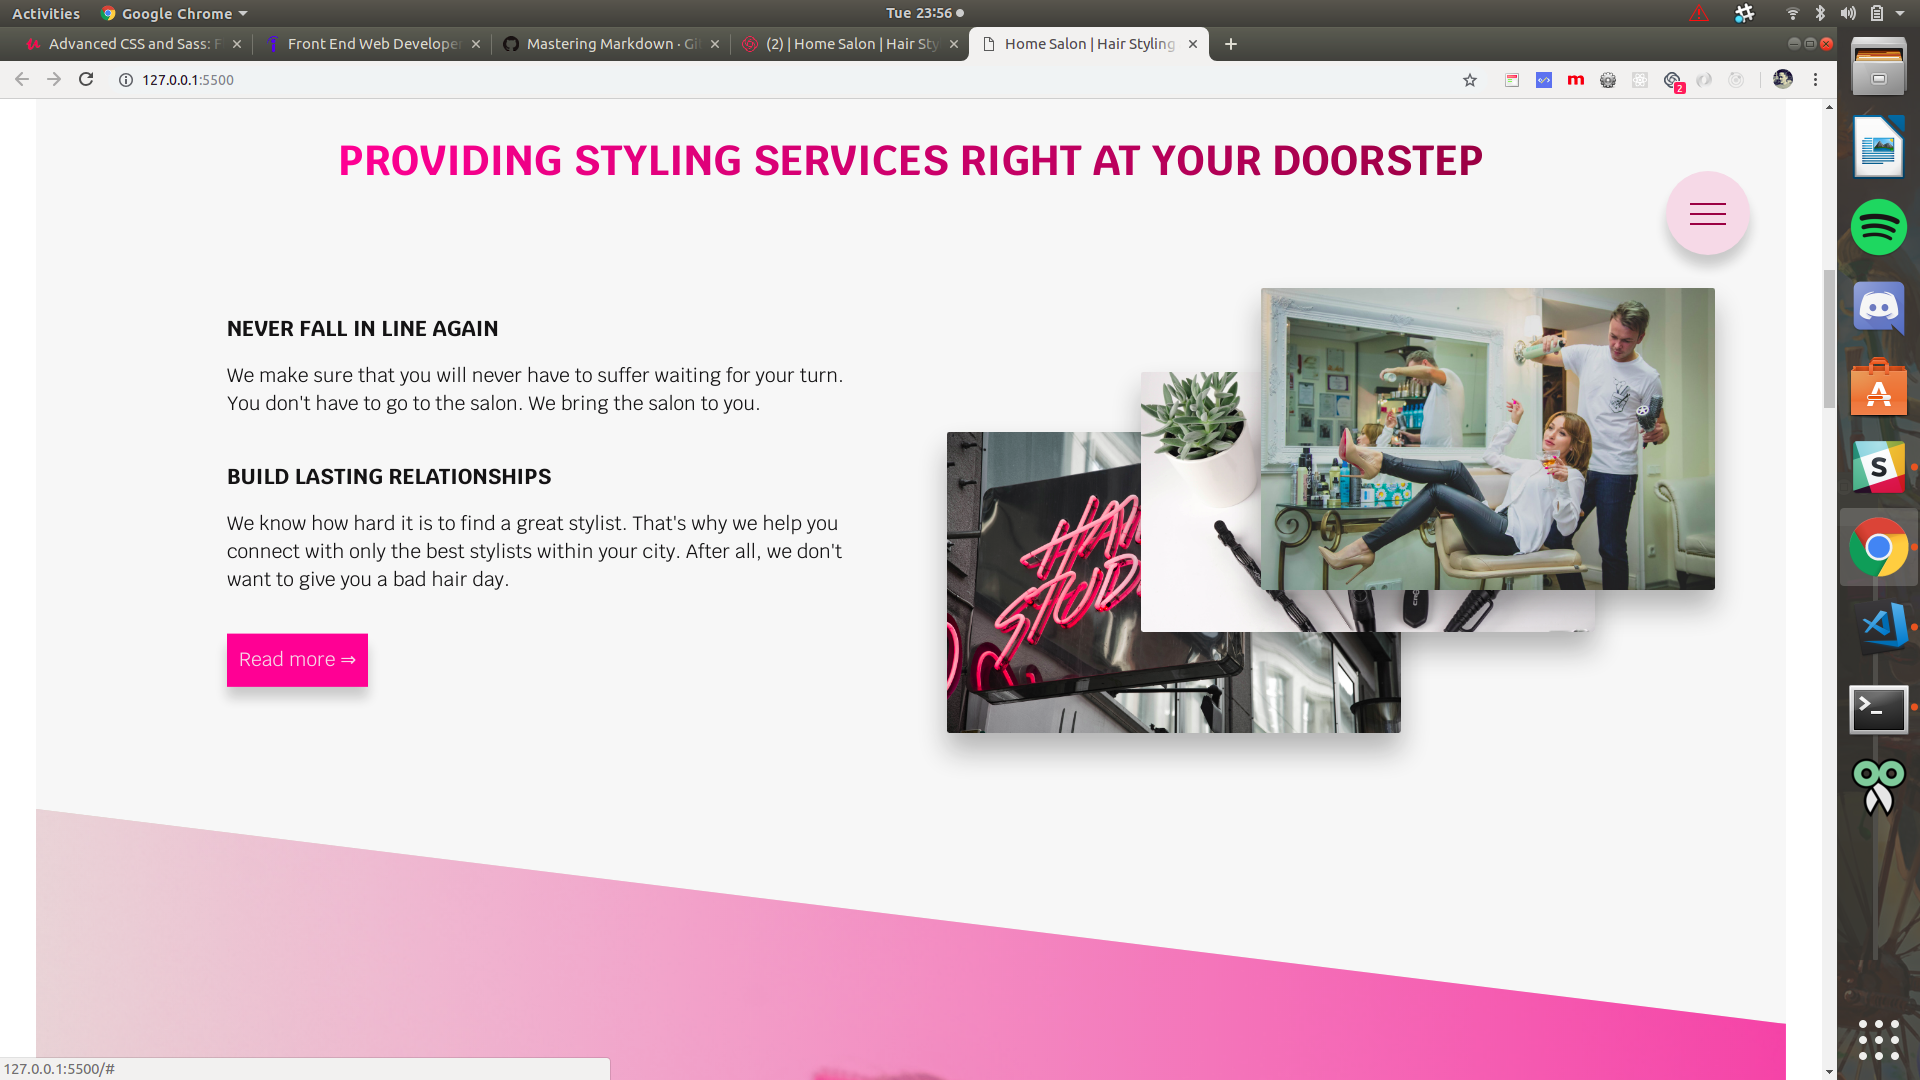 Activities
Google Chrome
Tue 23:56
Advanced CSS and Sass: F
Front End Web Developer
Mastering Markdown · Gi
(2) | Home Salon | Hair Sty
Home Salon | Hair Styling
127.0.0.1:5500
m
2
PROVIDING STYLING SERVICES RIGHT AT YOUR DOORSTEP
NEVER FALL IN LINE AGAIN
We make sure that you will never have to suffer waiting for your turn.
You don't have to go to the salon. We bring the salon to you.
BUILD LASTING RELATIONSHIPS
We know how hard it is to find a great stylist. That's why we help you
connect with only the best stylists within your city. After all, we don't
want to give you a bad hair day.
Read more ⇒
127.0.0.1:5500/#